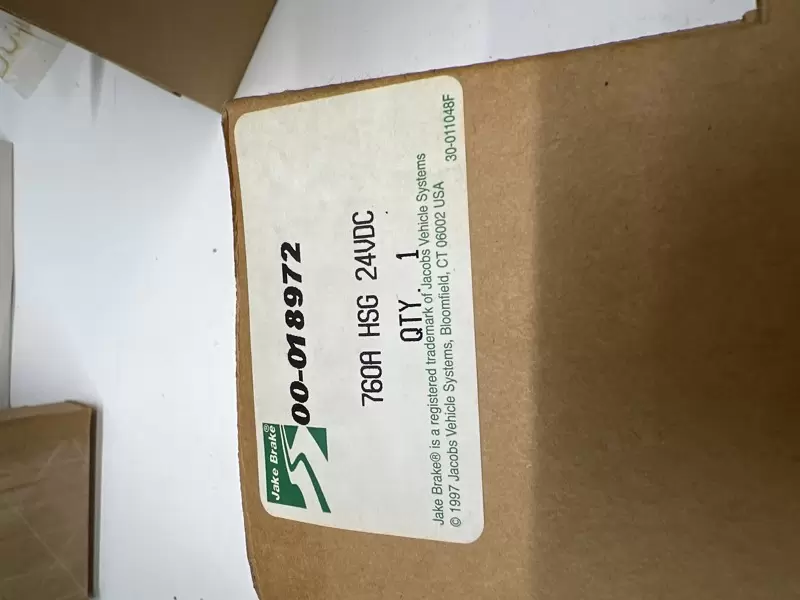 Jake Brake®
00-018972
760A HSG 24VDC
QTY. 1
Jake Brake® is a registered trademark of Jacobs Vehicle Systems
© 1997 Jacobs Vehicle Systems, Bloomfield, CT 06002 USA 30-011048F